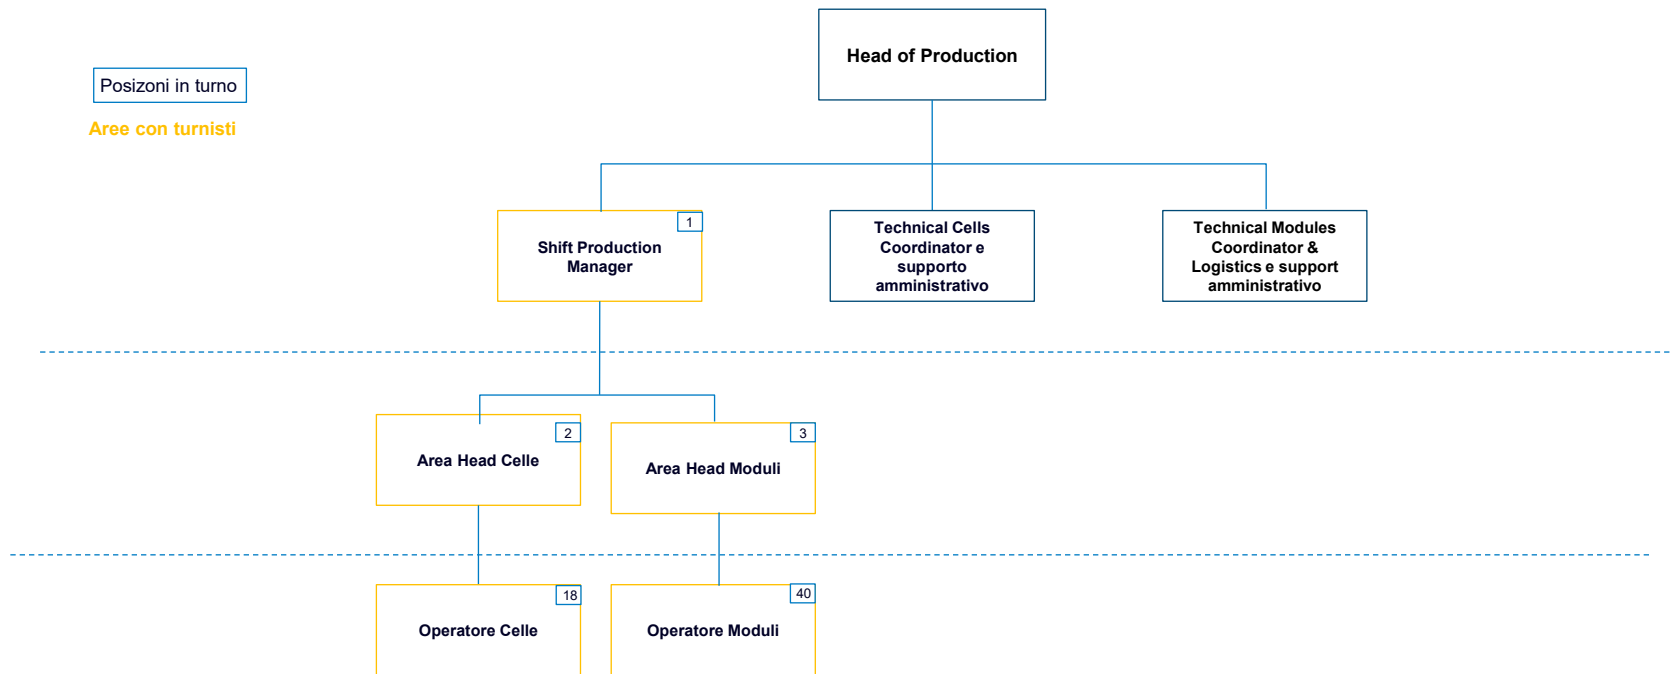 Head of Production
Posizoni in turno
Aree con turnisti
1
Shift Production
Manager
Technical Cells
Coordinator e
supporto
amministrativo
Technical Modules
Coordinator &
Logistics e support
amministrativo
2
Area Head Celle
3
Area Head Moduli
18
Operatore Celle
40
Operatore Moduli